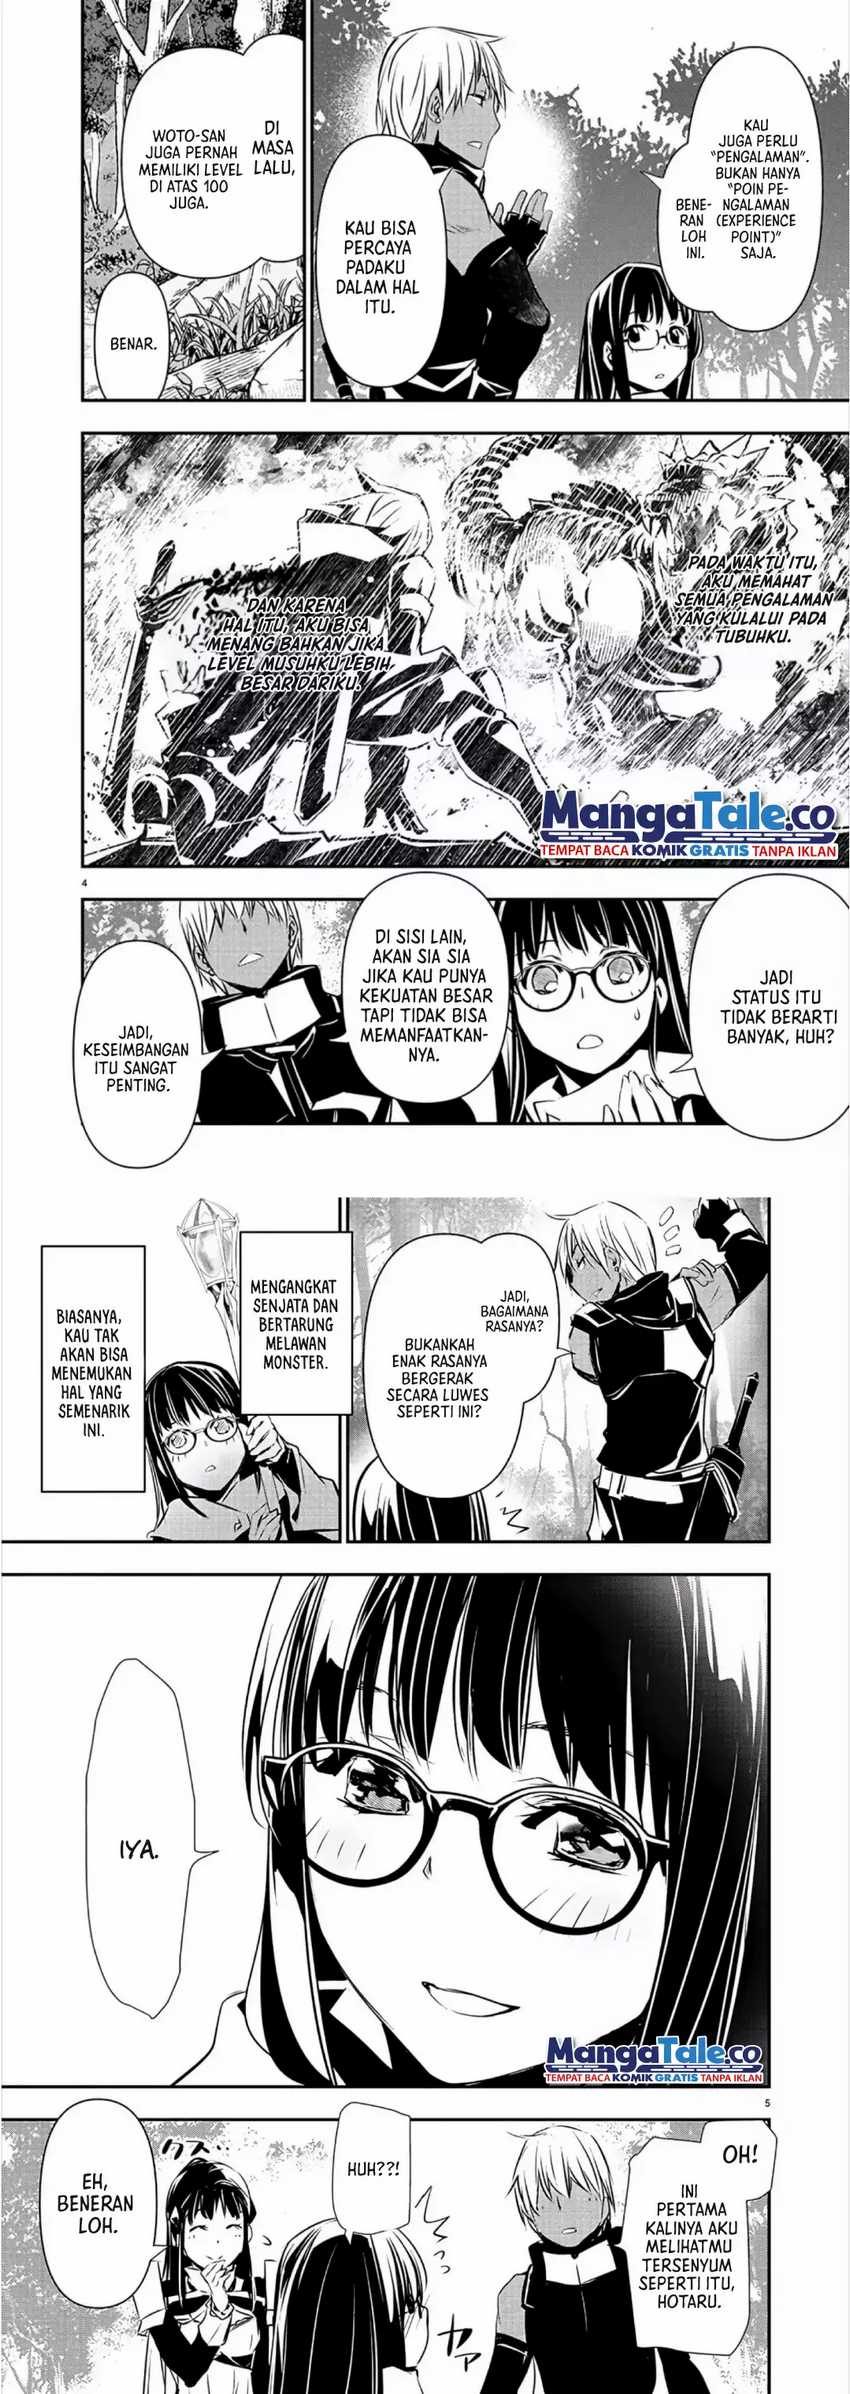 KAU
JUGA PERLU
"PENGALAMAN".
BUKAN HANYA
"POIN PE-
NGALAMAN
(EXPERIENCE
POINT)"
SAJA.
BENE-
RAN
LOH
INI.
KAU BISA
PERCAYA
PADAKU
DALAM HAL
ITU.
DI
MASA
LALU,
WOTO-SAN
JUGA PERNAH
MEMILIKI LEVEL
DI ATAS 100
JUGA.
BENAR.
PADA WAKTU ITU,
AKU MEMAHAT
SEMUA PENGALAMAN
YANG KULALUI PADA
TUBUHKU.
DAN KARENA
HAL ITU, AKU BISA
MENANG BAHKAN JIKA
LEVEL MUSUHKU LEBIH
BESAR DARIKU.
MangaTale.co
TEMPAT BACA KOMIK GRATIS TANPA IKLAN
4
JADI
STATUS ITU
TIDAK BERARTI
BANYAK, HUH?
DI SISI LAIN,
AKAN SIA SIA
JIKA KAU PUNYA
KEKUATAN BESAR
TAPI TIDAK BISA
MEMANFAATKAN-
NYA.
JADI,
KESEIMBANGAN
ITU SANGAT
PENTING.
JADI,
BAGAIMANA
RASANYA?
BUKANKAH
ENAK RASANYA
BERGERAK
SECARA LUWES
SEPERTI INI?
MENGANGKAT
SENJATA DAN
BERTARUNG
MELAWAN
MONSTER.
BIASANYA,
KAU TAK
AKAN BISA
MENEMUKAN
HAL YANG
SEMENARIK
INI.
IYA.
MangaTale.co
TEMPAT BACA KOMIK GRATIS TANPA IKLAN
5
OH!
INI
PERTAMA
KALINYA AKU
MELIHATMU
TERSENYUM
SEPERTI ITU,
HOTARU.
HUH??!
カァ
クス..
EH,
BENERAN
LOH.